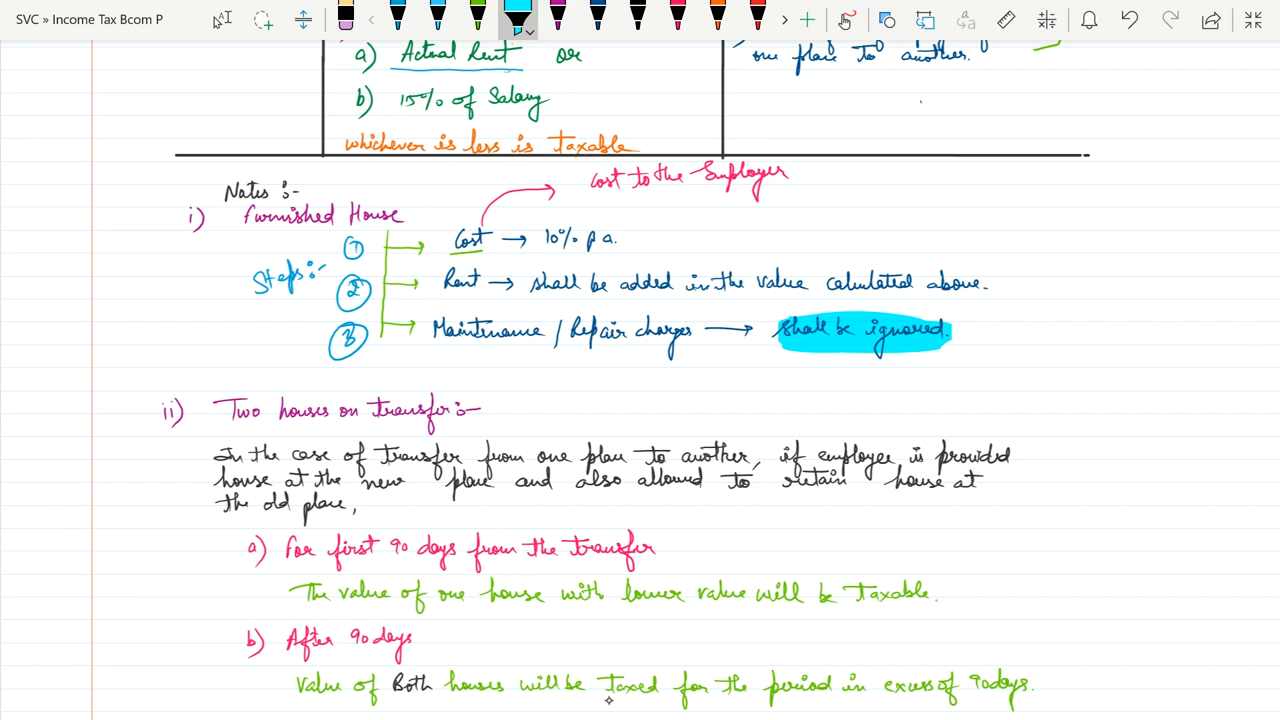 SVC » Income Tax Bcom P
a) Actual Rent or
one place to another.
b) 15% of Salary
whichever is less is taxable
Cost to the Employer
Notes :-
i) Furnished House
① Cost → 10% p a.
Steps :-
② Rent → shall be added in the value calculated above.
③ Maintenance / Repair charges → shall be ignored.
ii) Two houses on transfer :-
In the case of transfer from one place to another, if employee is provided
house at the new place and also allowed to retain house at
the old place,
a) For first 90 days from the transfer
The value of one house with lower value will be taxable.
b) After 90 days
Value of Both houses will be taxed for the period in excess of 90 days.